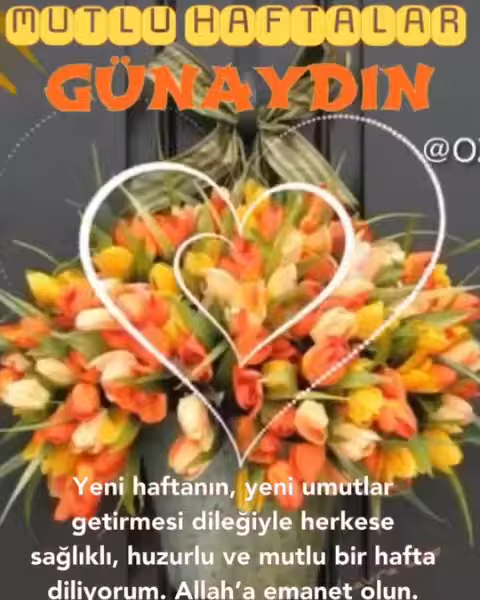 MUTLU HAFTALAR
GÜNAYDIN
Yeni haftanın, yeni umutlar
getirmesi dileğiyle herkese
sağlıklı, huzurlu ve mutlu bir hafta
diliyorum. Allah'a emanet olun.